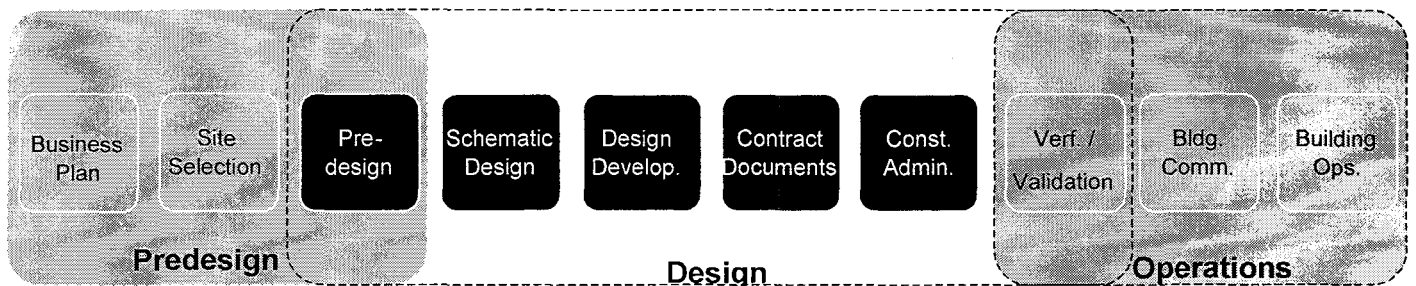 Business
Plan
Site
Selection
Pre-
design
Schematic
Design
Design
Develop.
Contract
Documents
Const.
Admin.
Verf. /
Validation
Bldg.
Comm.
Building
Ops.
Predesign
Design
Operations